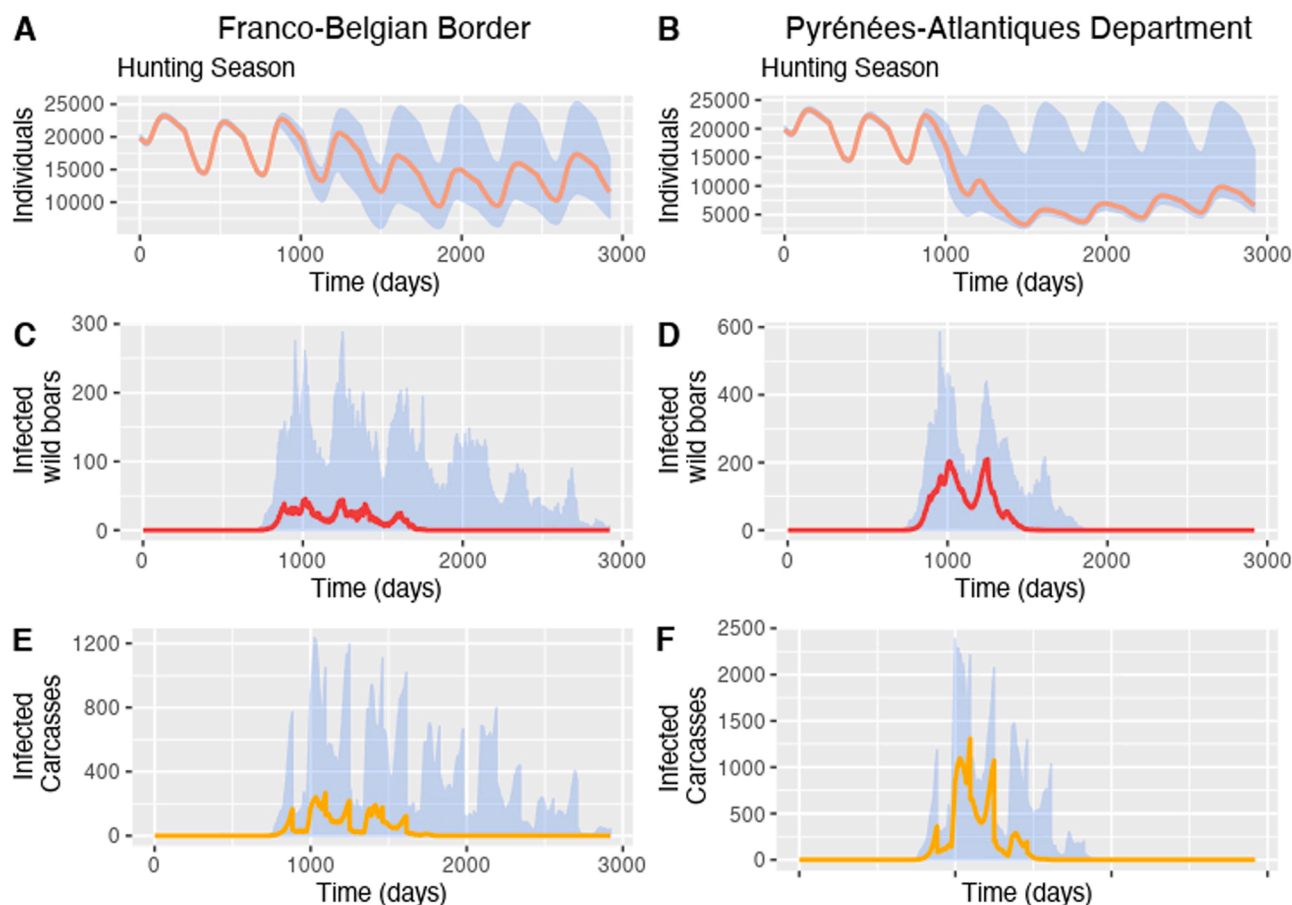 A Franco-Belgian Border
Hunting Season
Individuals
25000
20000
15000
10000
0 1000 2000 3000
Time (days)
B Pyrénées-Atlantiques Department
Hunting Season
Individuals
25000
20000
15000
10000
5000
0 1000 2000 3000
Time (days)
C
Infected
wild boars
300
200
100
0
0 1000 2000 3000
Time (days)
D
Infected
wild boars
600
400
200
0
0 1000 2000 3000
Time (days)
E
Infected
Carcasses
1200
800
400
0
0 1000 2000 3000
Time (days)
F
Infected
Carcasses
2500
2000
1500
1000
500
0
Time (days)